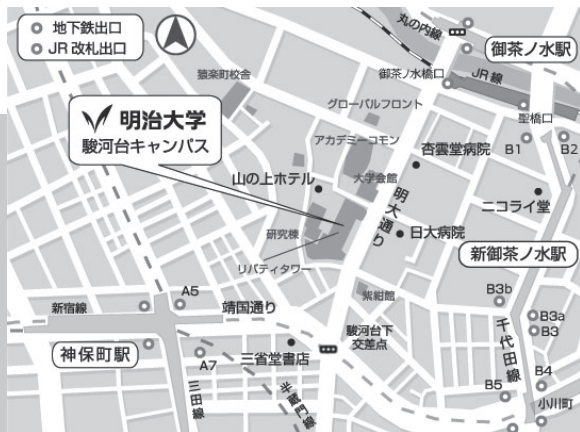 地下鉄出口
JR改札出口
丸の内線
御茶ノ水駅
猿楽町校舎
御茶ノ水橋口
JR線
グローバルフロント
聖橋口
明治大学
駿河台キャンパス
アカデミーコモン
杏雲堂病院
B1
B2
山の上ホテル
大学会館
明大通り
ニコライ堂
研究棟
日大病院
リバティタワー
新御茶ノ水駅
紫紺館
B3b
新宿線
A5
靖国通り
B3a
B3
駿河台下
交差点
千代田線
神保町駅
A7
三省堂書店
三田線
半蔵門線
B4
B5
小川町